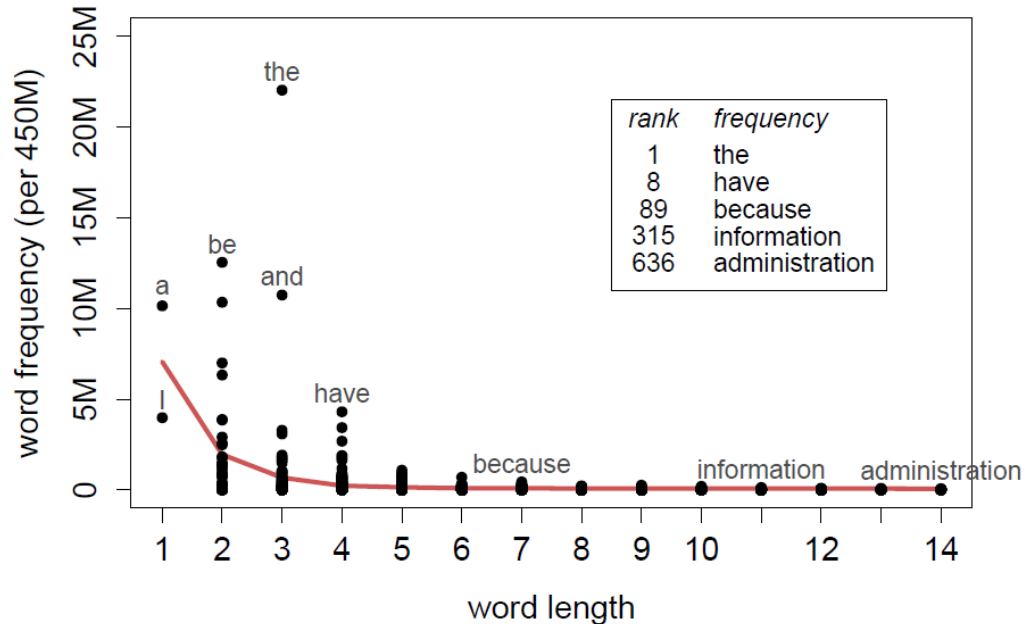 word frequency (per 450M)
25M
20M
15M
10M
5M
0
the
be
a
and
I
have
because
information
administration
rank frequency
1 the
8 have
89 because
315 information
636 administration
1 2 3 4 5 6 7 8 9 10 12 14
word length